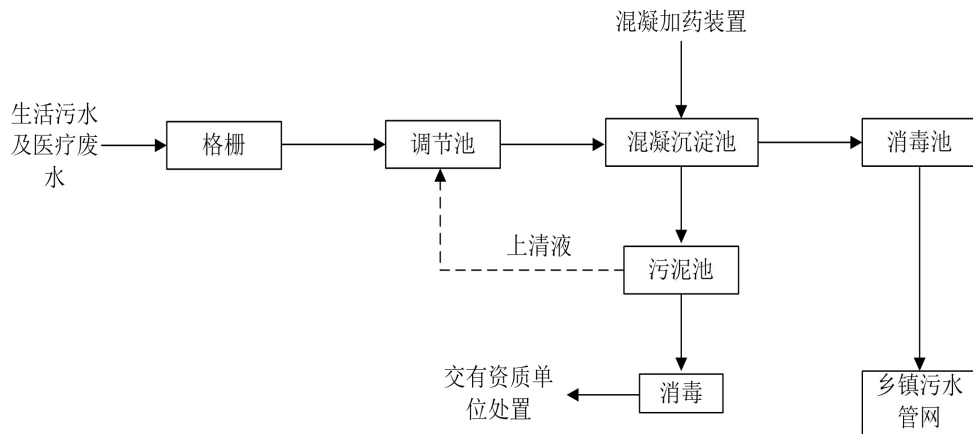 混凝加药装置
生活污水
及医疗废
水
格栅
调节池
混凝沉淀池
消毒池
上清液
污泥池
交有资质单
位处置
消毒
乡镇污水
管网